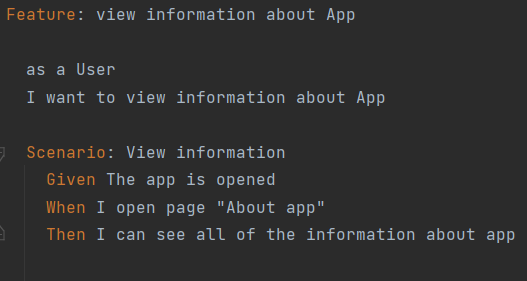 Feature: view information about App
as a User
I want to view information about App
Scenario: View information
Given The app is opened
When I open page "About app"
Then I can see all of the information about app